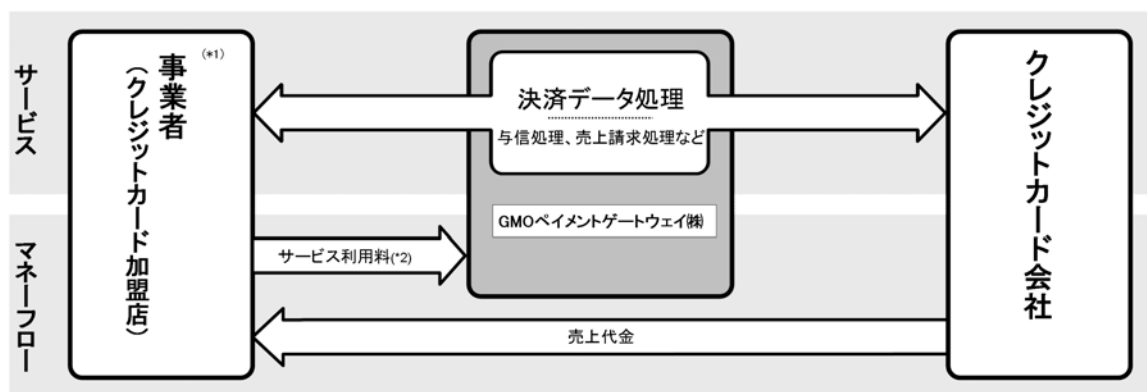 サービス
マネーフロー
事業者
(*1)
（クレジットカード加盟店）
決済データ処理
与信処理、売上請求処理など
GMOペイメントゲートウェイ㈱
サービス利用料(*2)
売上代金
クレジットカード会社